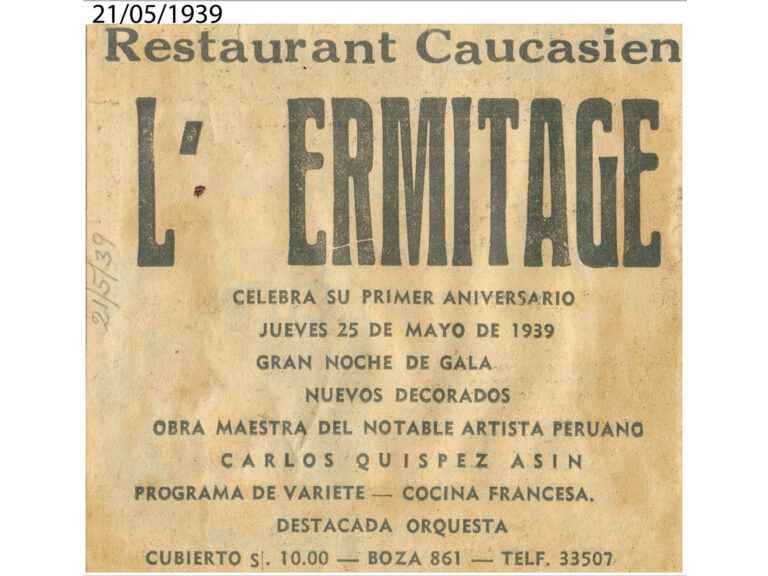 21/05/1939
Restaurant Caucasien
L' ERMITAGE
21/5/39
CELEBRA SU PRIMER ANIVERSARIO
JUEVES 25 DE MAYO DE 1939
GRAN NOCHE DE GALA
NUEVOS DECORADOS
OBRA MAESTRA DEL NOTABLE ARTISTA PERUANO
CARLOS QUISPEZ ASIN
PROGRAMA DE VARIETE — COCINA FRANCESA.
DESTACADA ORQUESTA
CUBIERTO S|. 10.00 — BOZA 861 — TELF. 33507